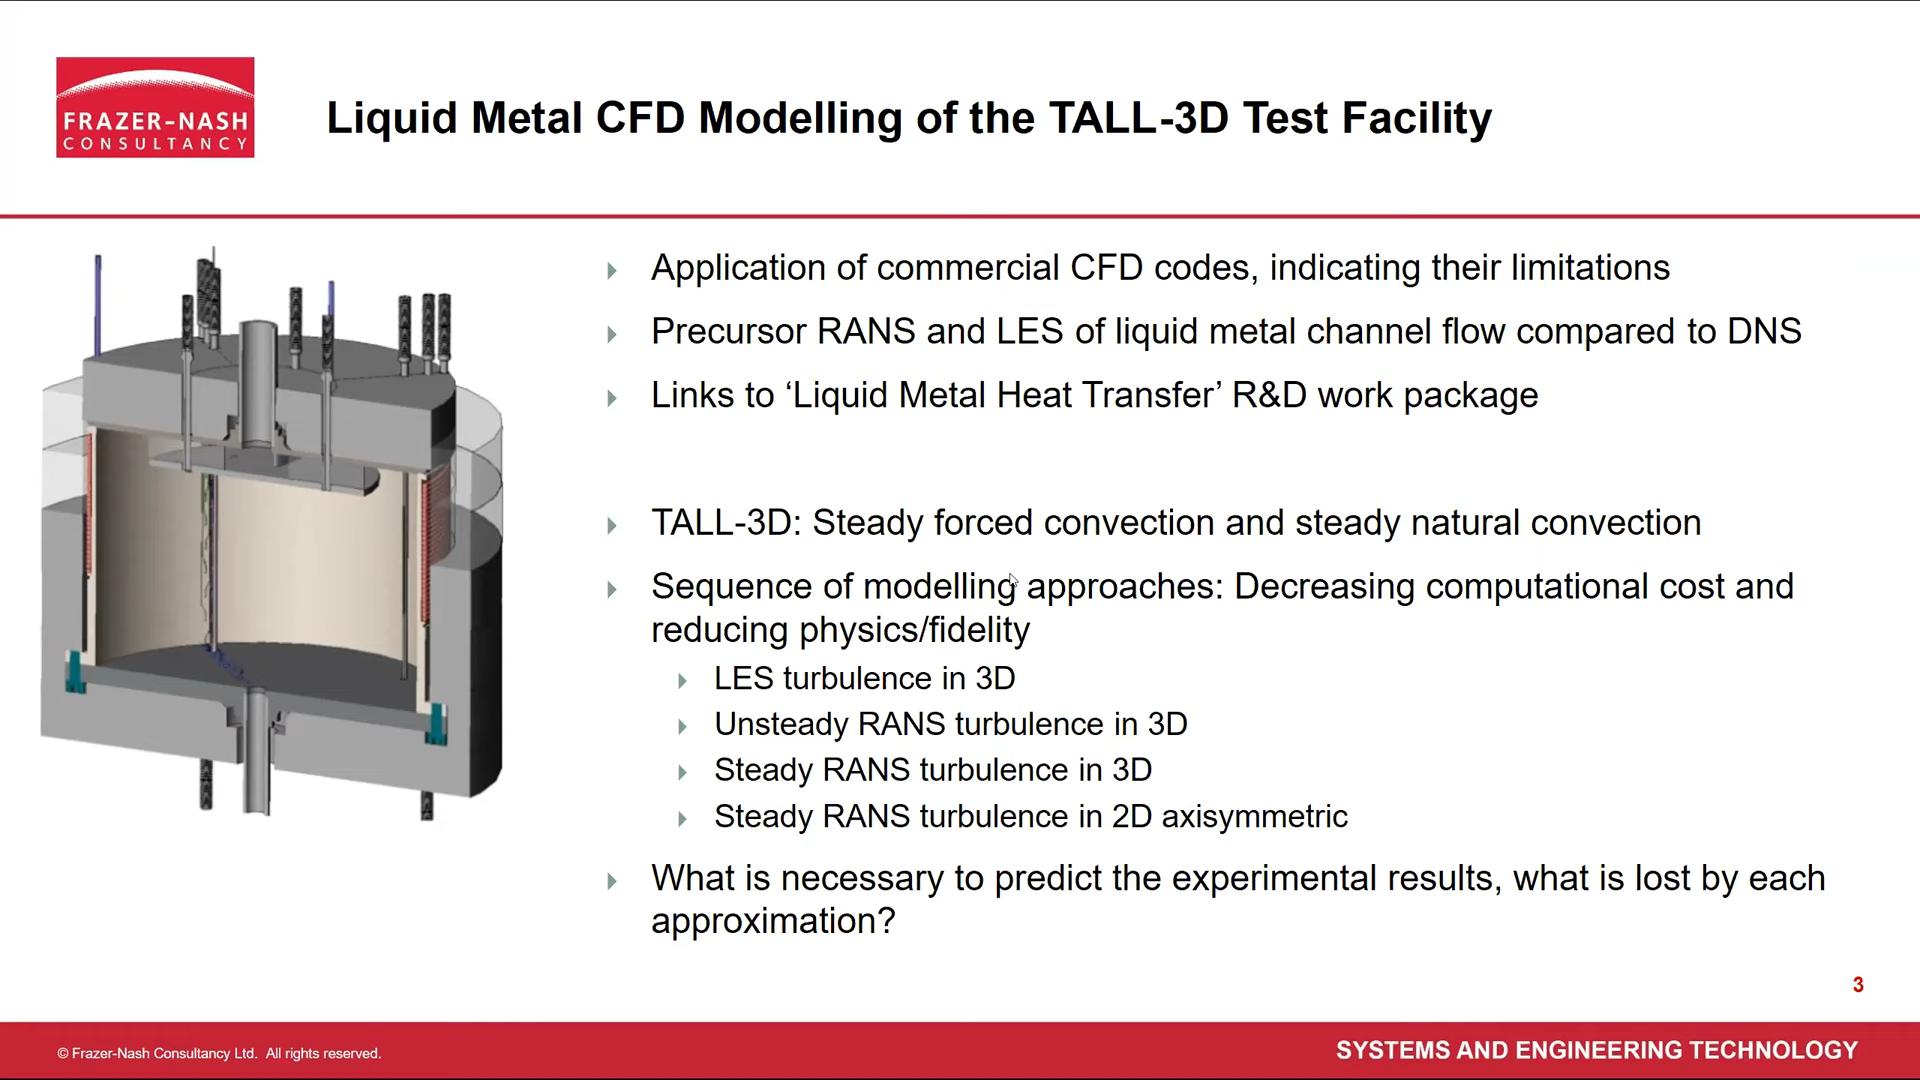 FRAZER-NASH
CONSULTANCY
Liquid Metal CFD Modelling of the TALL-3D Test Facility
Application of commercial CFD codes, indicating their limitations
Precursor RANS and LES of liquid metal channel flow compared to DNS
Links to ‘Liquid Metal Heat Transfer’ R&D work package
TALL-3D: Steady forced convection and steady natural convection
Sequence of modelling approaches: Decreasing computational cost and
reducing physics/fidelity
LES turbulence in 3D
Unsteady RANS turbulence in 3D
Steady RANS turbulence in 3D
Steady RANS turbulence in 2D axisymmetric
What is necessary to predict the experimental results, what is lost by each
approximation?
3
© Frazer-Nash Consultancy Ltd. All rights reserved.
SYSTEMS AND ENGINEERING TECHNOLOGY